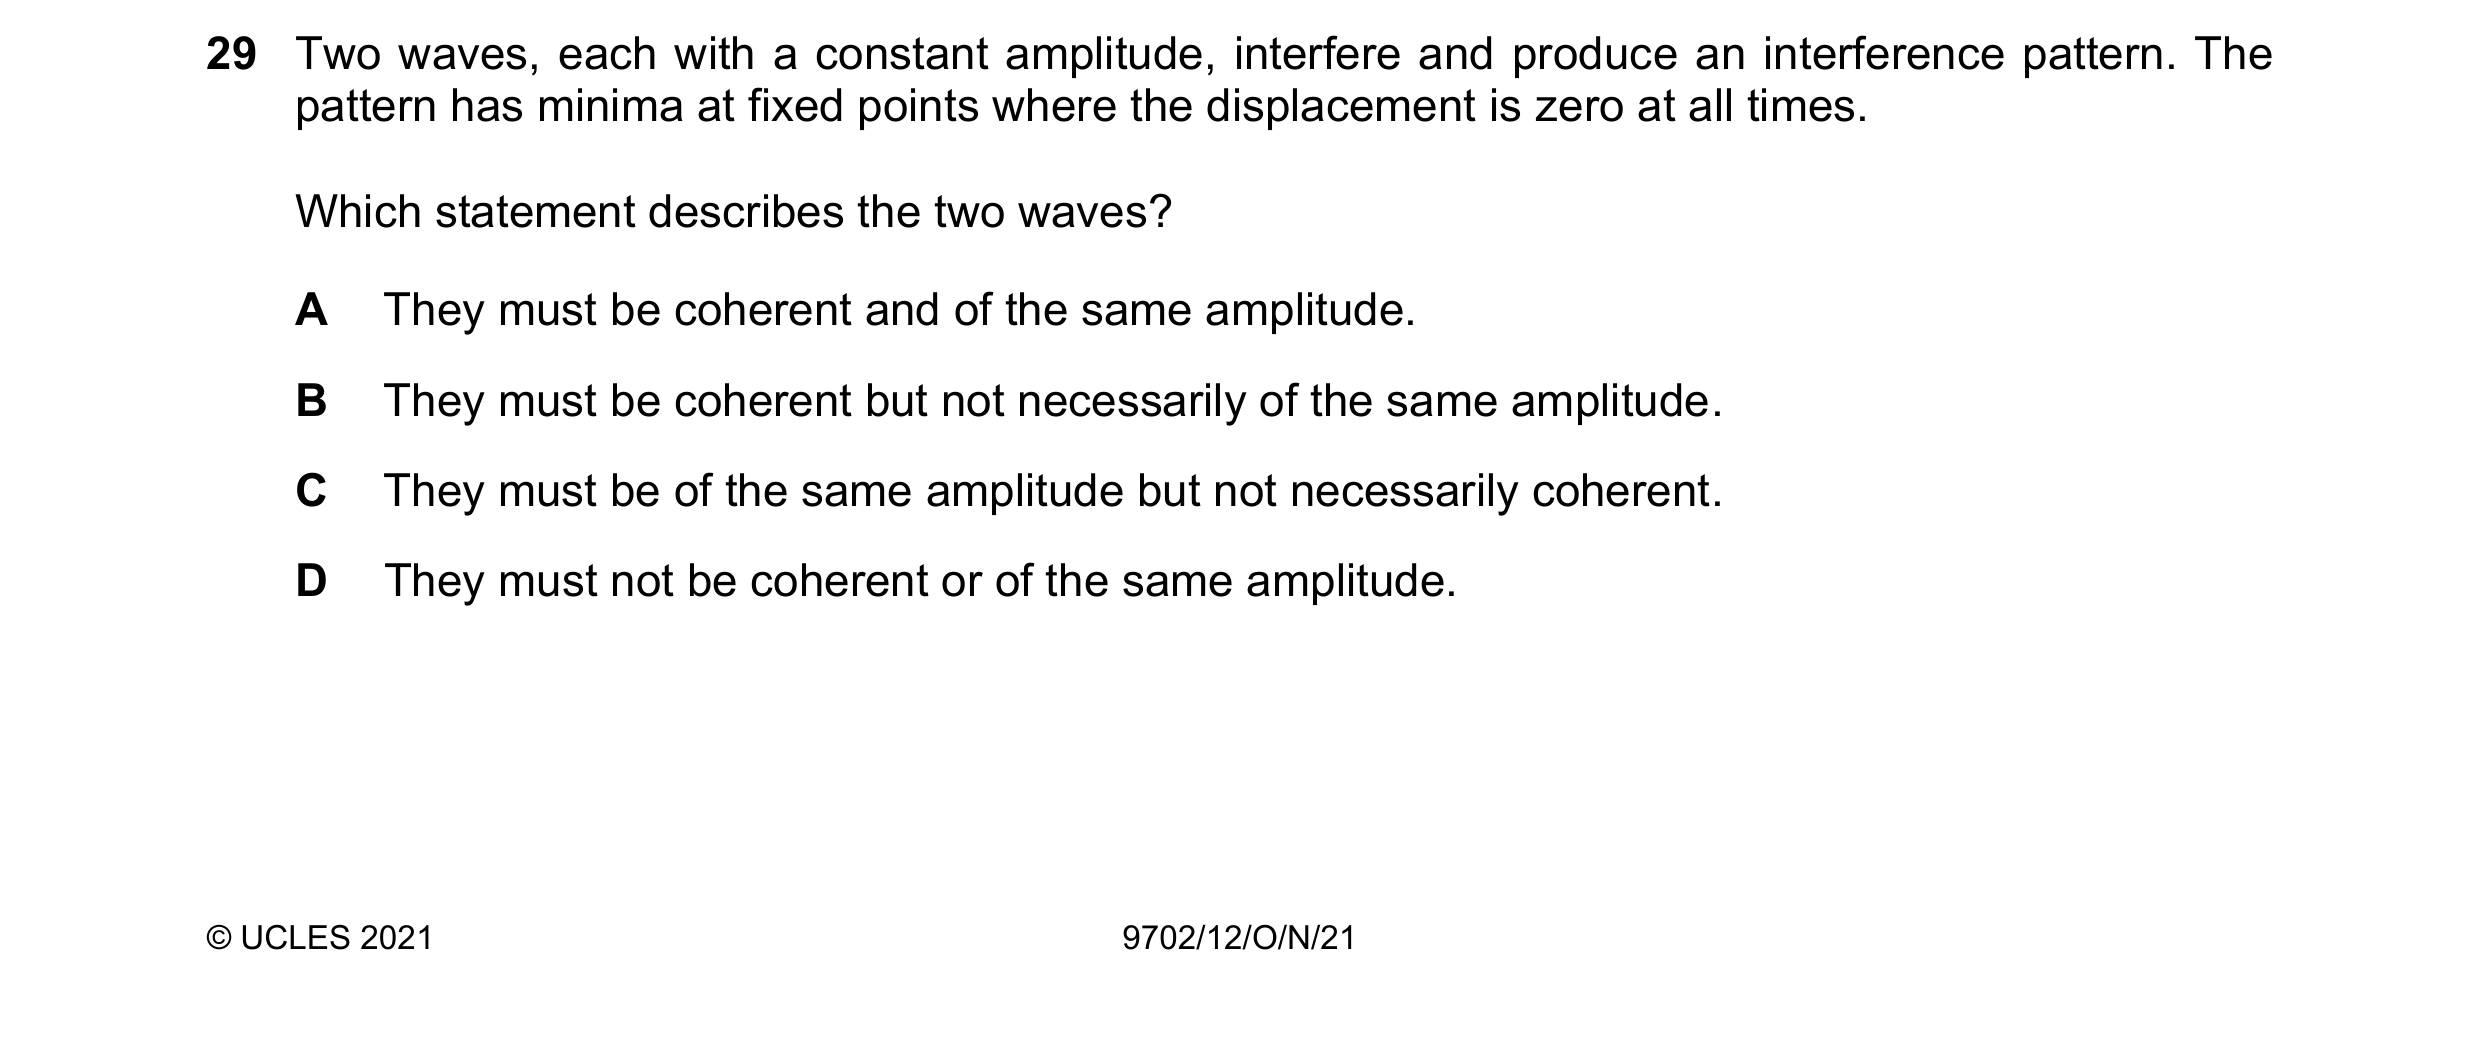 29 Two waves, each with a constant amplitude, interfere and produce an interference pattern. The
pattern has minima at fixed points where the displacement is zero at all times.
Which statement describes the two waves?
A They must be coherent and of the same amplitude.
B They must be coherent but not necessarily of the same amplitude.
C They must be of the same amplitude but not necessarily coherent.
D They must not be coherent or of the same amplitude.
© UCLES 2021 9702/12/O/N/21